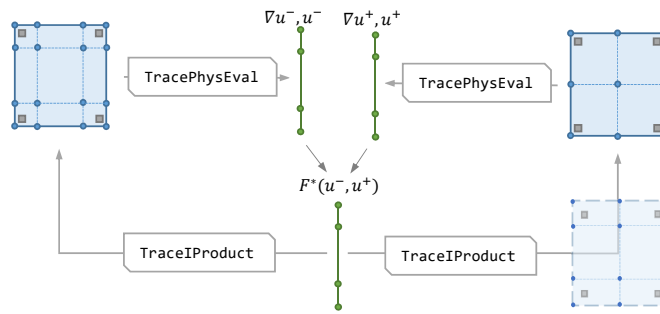 ∇u⁻, u⁻
∇u⁺, u⁺
TracePhysEval
TracePhysEval
F*(u⁻, u⁺)
TraceIProduct
TraceIProduct